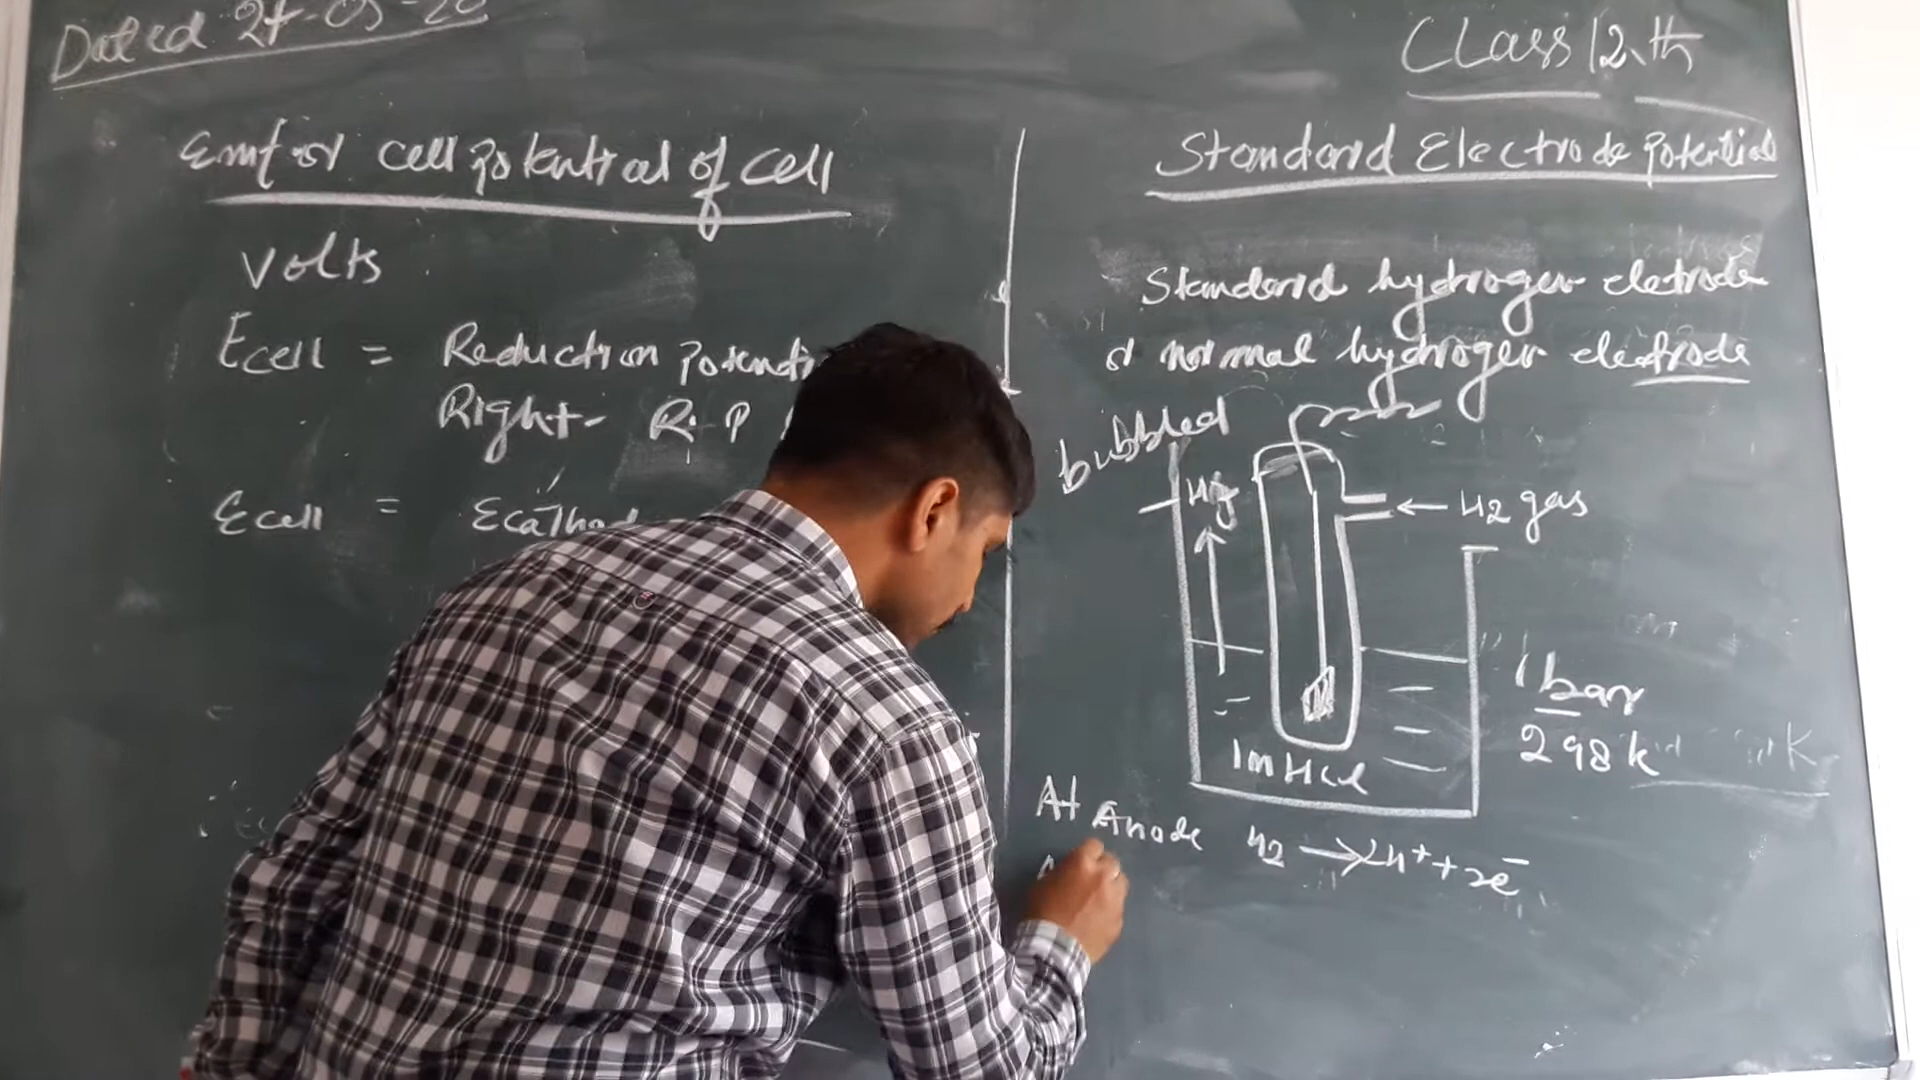 Dated 27-05-20
Class 12th
Emf or cell potential of cell
Volts
Ecell = Reduction Potenti
Right - R.P
Ecell = Ecathod
Standard Electrode Potential
Standard hydrogen eletrode
or normal hydrogen electrode
bubbled
Hg
H2 gas
1 bar
298 K
1M HCl
At Anode H2 → 2H+ + 2e-